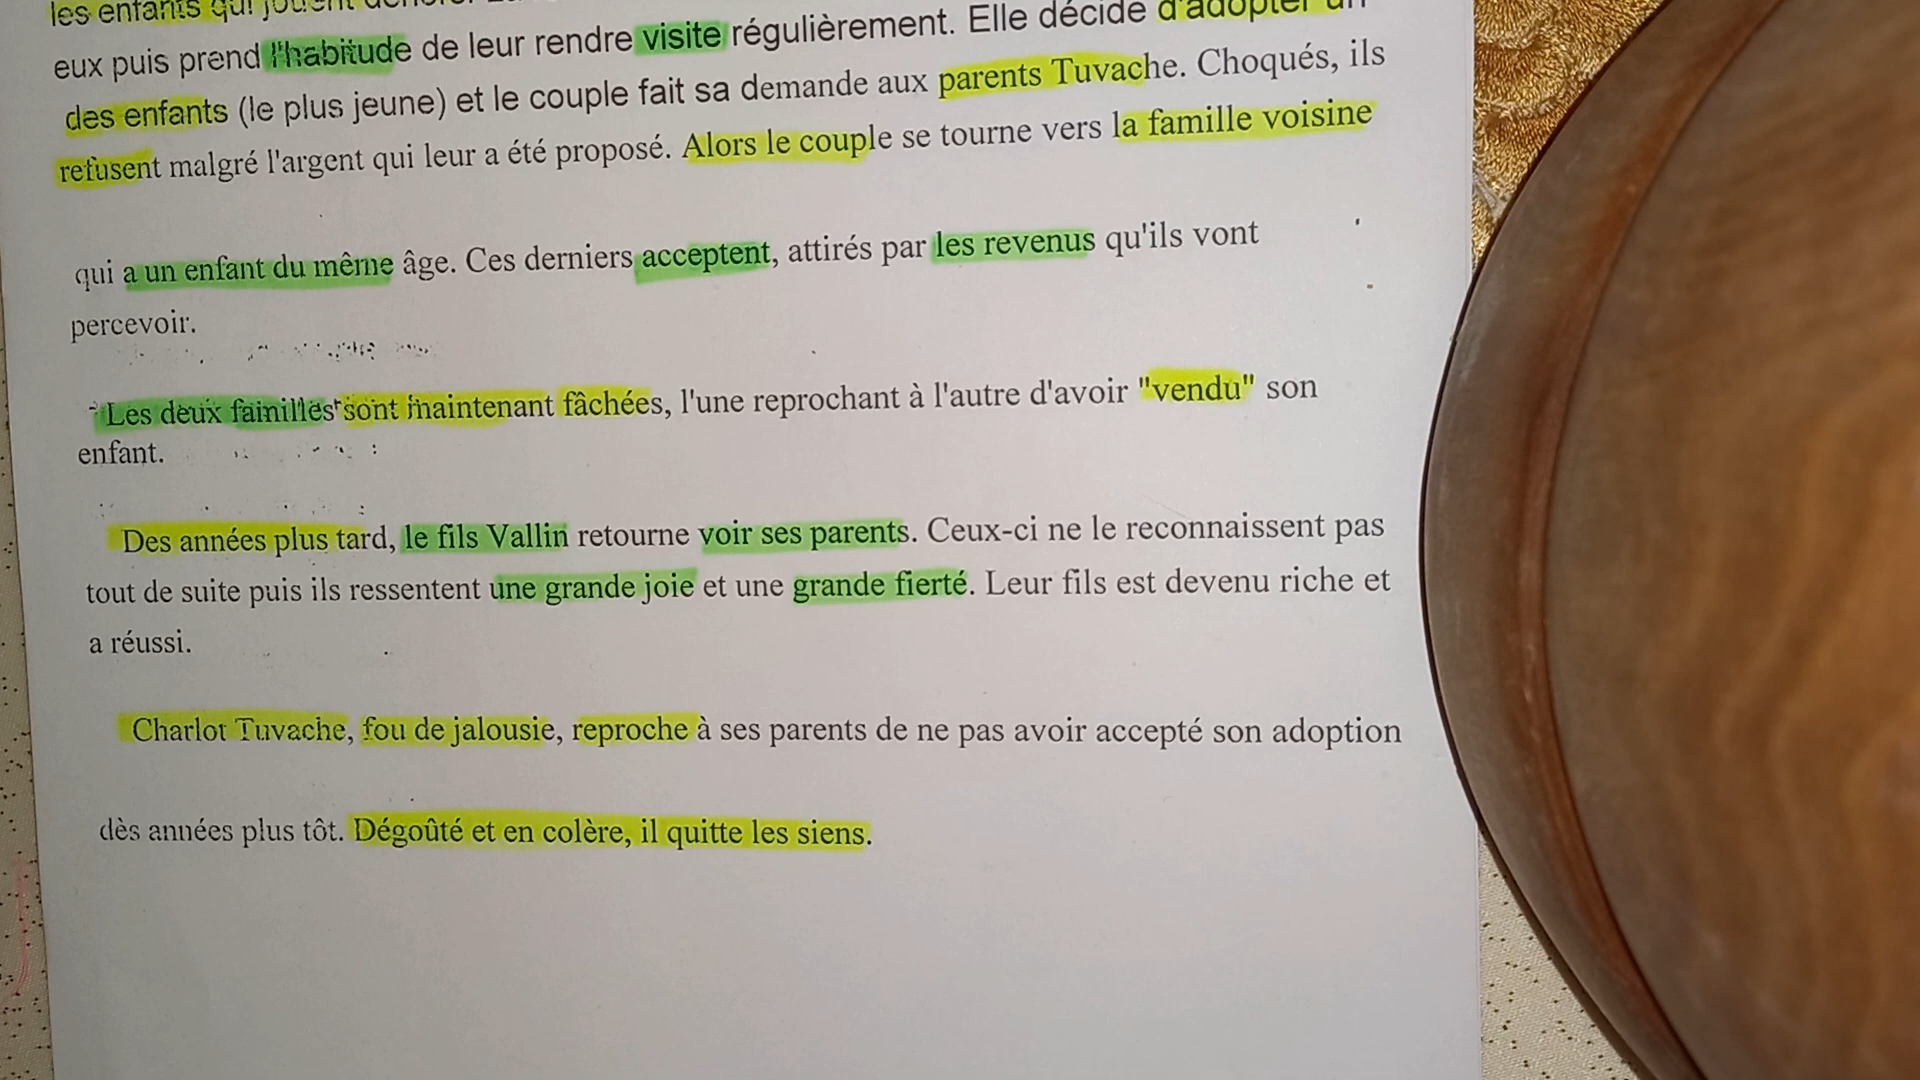 les enfants qui jouent
eux puis prend l'habitude de leur rendre visite régulièrement. Elle décide d'adopter un
des enfants (le plus jeune) et le couple fait sa demande aux parents Tuvache. Choqués, ils
refusent malgré l'argent qui leur a été proposé. Alors le couple se tourne vers la famille voisine
qui a un enfant du même âge. Ces derniers acceptent, attirés par les revenus qu'ils vont
percevoir.
Les deux fainilles sont maintenant fâchées, l'une reprochant à l'autre d'avoir "vendu" son
enfant.
Des années plus tard, le fils Vallin retourne voir ses parents. Ceux-ci ne le reconnaissent pas
tout de suite puis ils ressentent une grande joie et une grande fierté. Leur fils est devenu riche et
a réussi.
Charlot Tuvache, fou de jalousie, reproche à ses parents de ne pas avoir accepté son adoption
dès années plus tôt. Dégoûté et en colère, il quitte les siens.